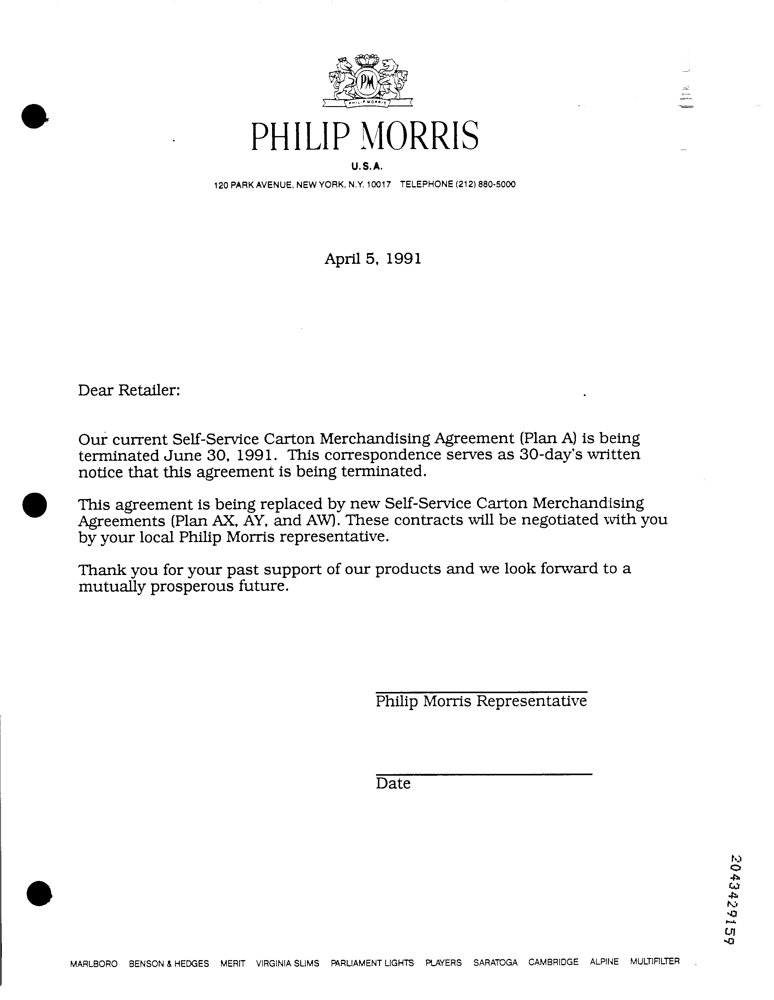 PM
PHILIP MORRIS
PHILIP MORRIS
U.S.A.
120 PARK AVENUE, NEW YORK, N.Y. 10017 TELEPHONE (212) 880-5000
April 5, 1991
Dear Retailer:
Our current Self-Service Carton Merchandising Agreement (Plan A) is being
terminated June 30, 1991. This correspondence serves as 30-day's written
notice that this agreement is being terminated.
This agreement is being replaced by new Self-Service Carton Merchandising
Agreements (Plan AX, AY, and AW). These contracts will be negotiated with you
by your local Philip Morris representative.
Thank you for your past support of our products and we look forward to a
mutually prosperous future.
Philip Morris Representative
Date
2043429159
MARLBORO BENSON & HEDGES MERIT VIRGINIA SLIMS PARLIAMENT LIGHTS PLAYERS SARATOGA CAMBRIDGE ALPINE MULTIFILTER